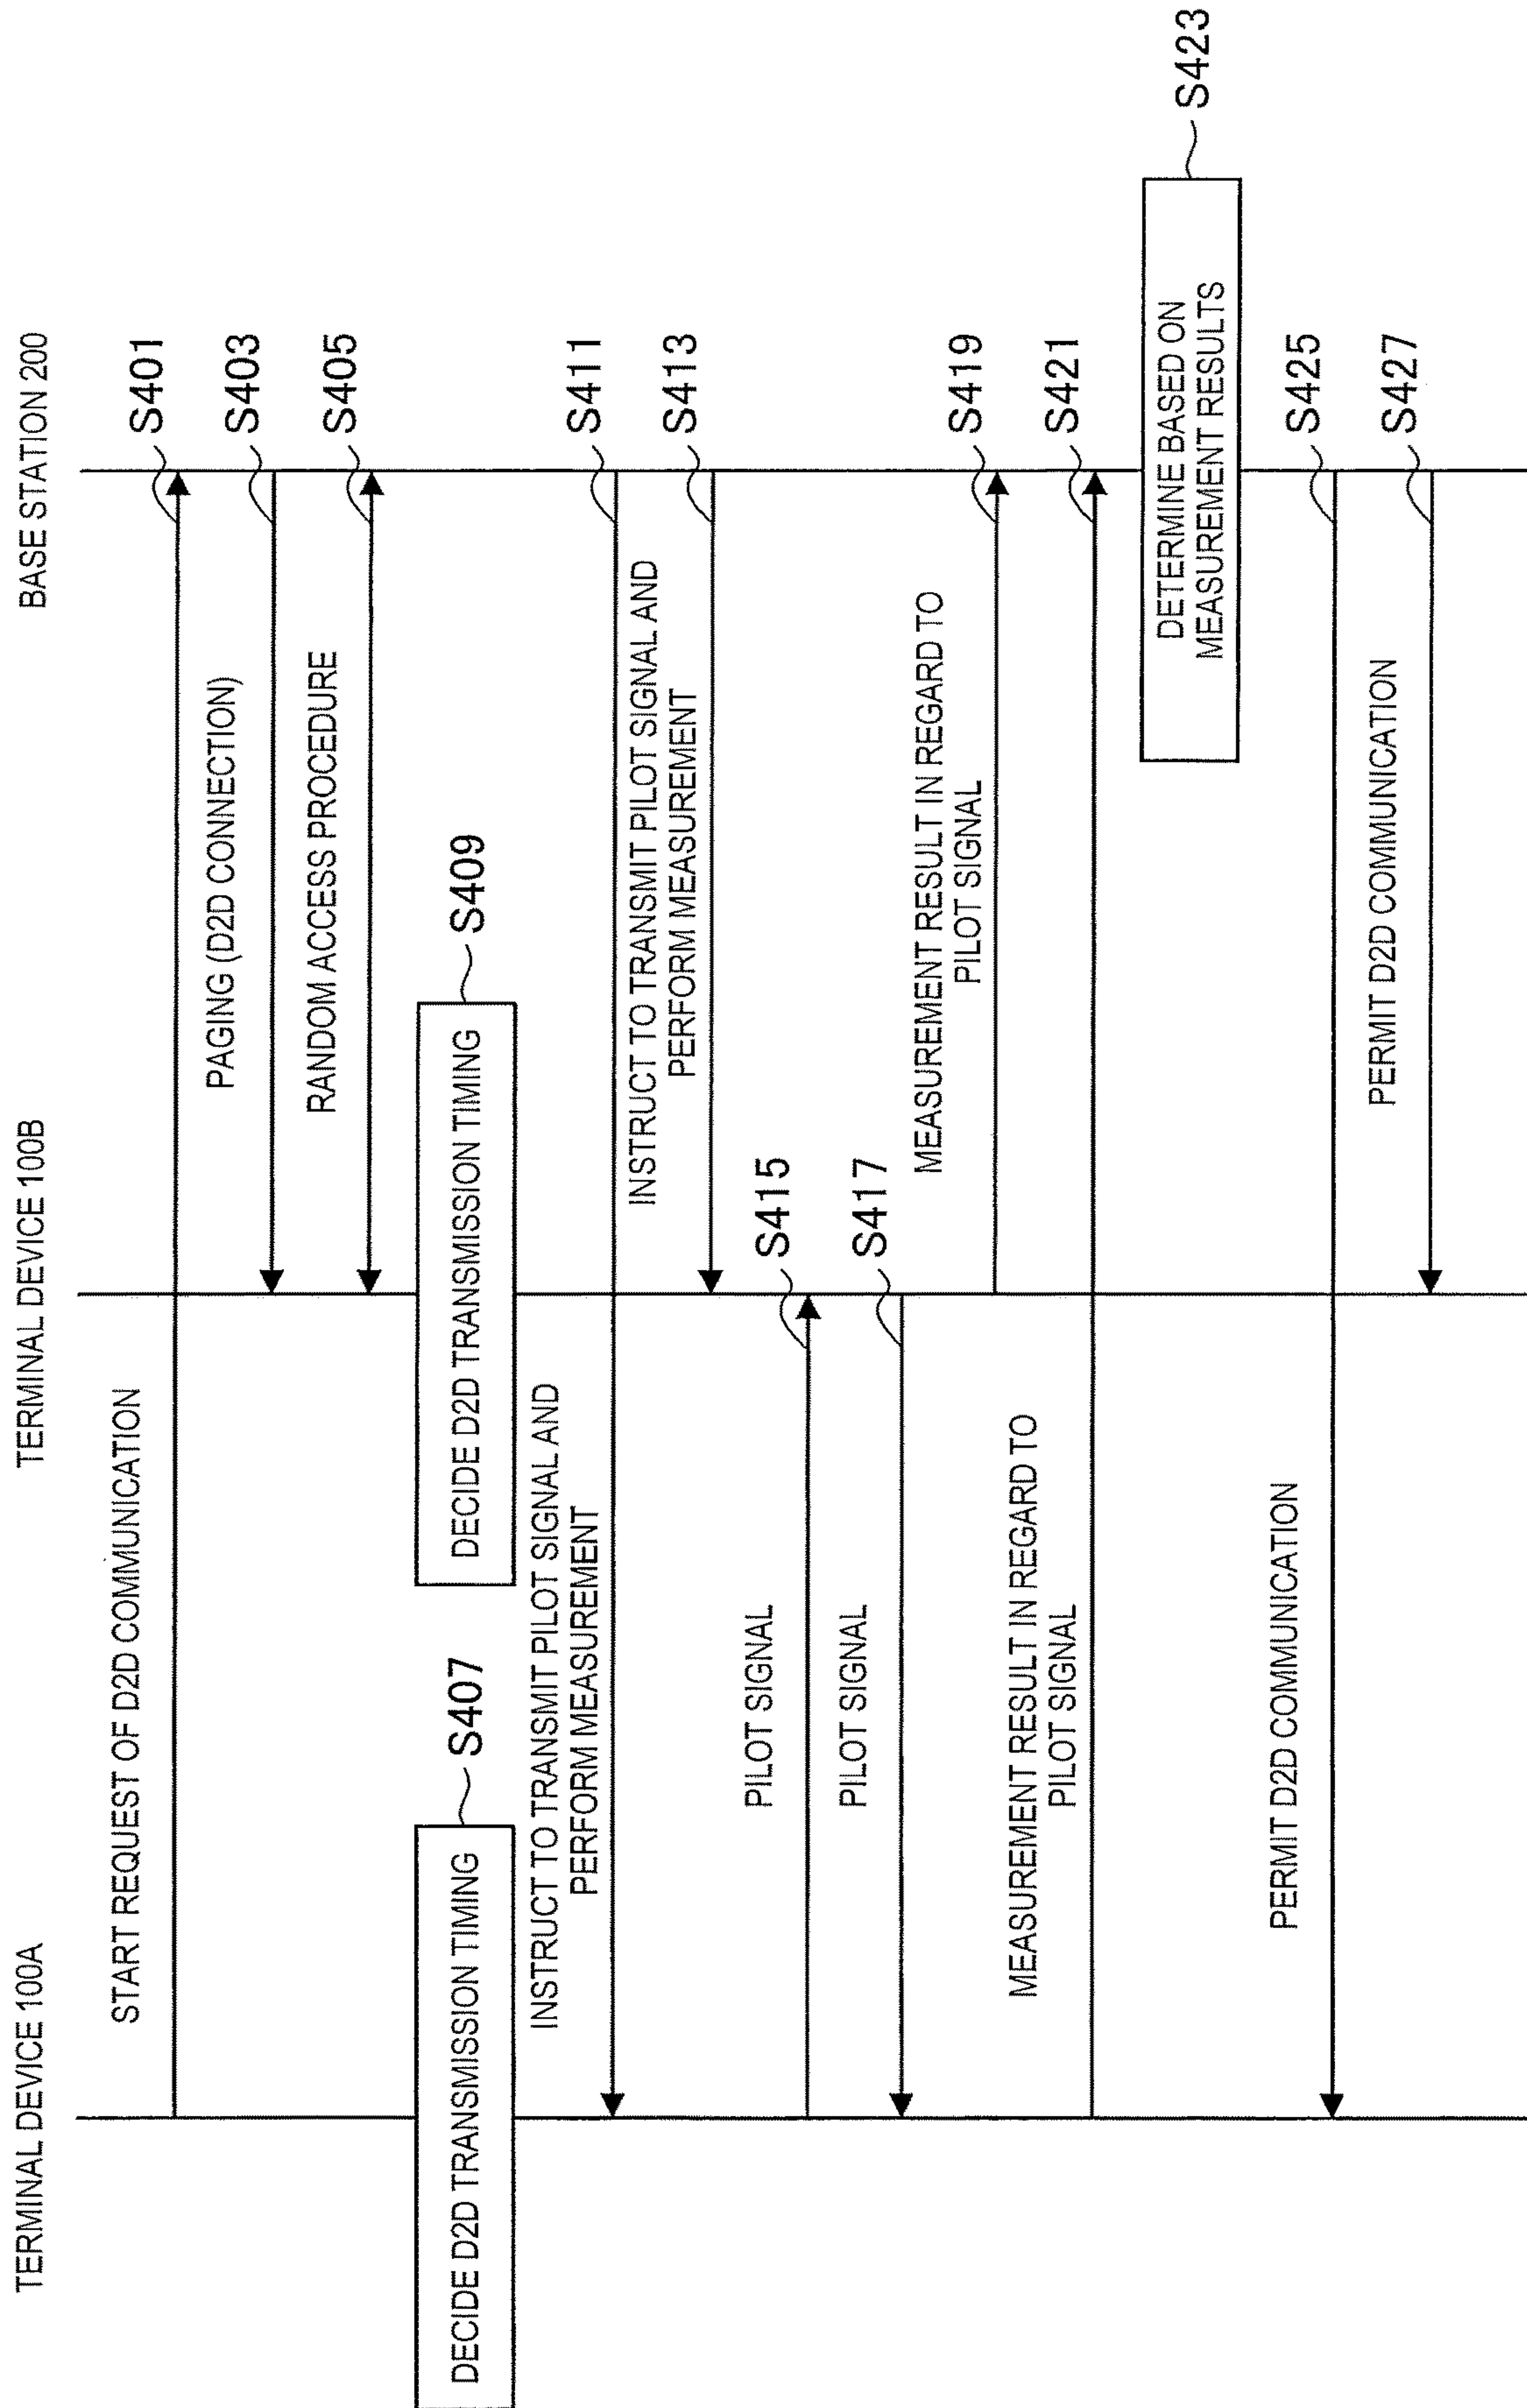 TERMINAL DEVICE 100A
TERMINAL DEVICE 100B
BASE STATION 200
START REQUEST OF D2D COMMUNICATION
S401
PAGING (D2D CONNECTION)
S403
RANDOM ACCESS PROCEDURE
S405
DECIDE D2D TRANSMISSION TIMING
S407
DECIDE D2D TRANSMISSION TIMING
S409
INSTRUCT TO TRANSMIT PILOT SIGNAL AND
PERFORM MEASUREMENT
S411
INSTRUCT TO TRANSMIT PILOT SIGNAL AND
PERFORM MEASUREMENT
S413
PILOT SIGNAL
S415
PILOT SIGNAL
S417
MEASUREMENT RESULT IN REGARD TO
PILOT SIGNAL
S419
MEASUREMENT RESULT IN REGARD TO
PILOT SIGNAL
S421
DETERMINE BASED ON
MEASUREMENT RESULTS
S423
PERMIT D2D COMMUNICATION
S425
PERMIT D2D COMMUNICATION
S427